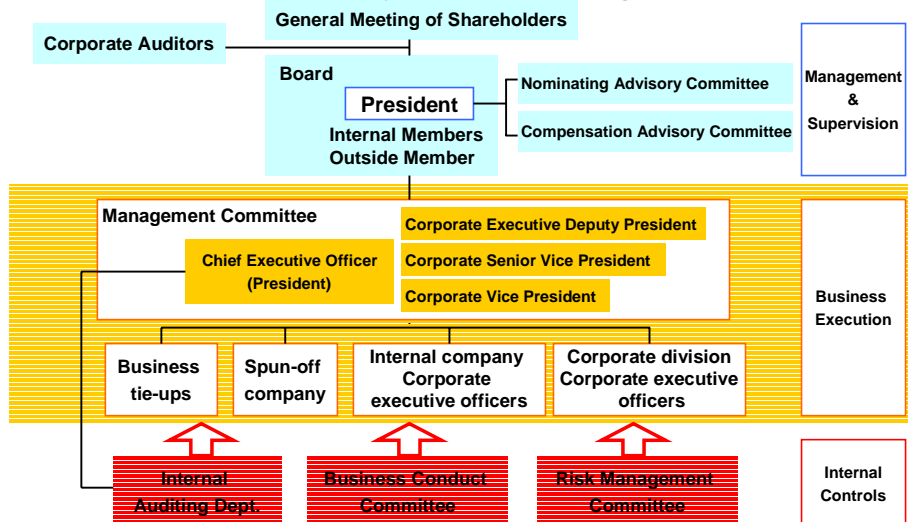 General Meeting of Shareholders
Corporate Auditors
Board
President
Internal Members
Outside Member
Nominating Advisory Committee
Compensation Advisory Committee
Management
&
Supervision
Management Committee
Chief Executive Officer
(President)
Corporate Executive Deputy President
Corporate Senior Vice President
Corporate Vice President
Business
Execution
Business
tie-ups
Spun-off
company
Internal company
Corporate
executive officers
Corporate division
Corporate executive
officers
Internal
Auditing Dept.
Business Conduct
Committee
Risk Management
Committee
Internal
Controls